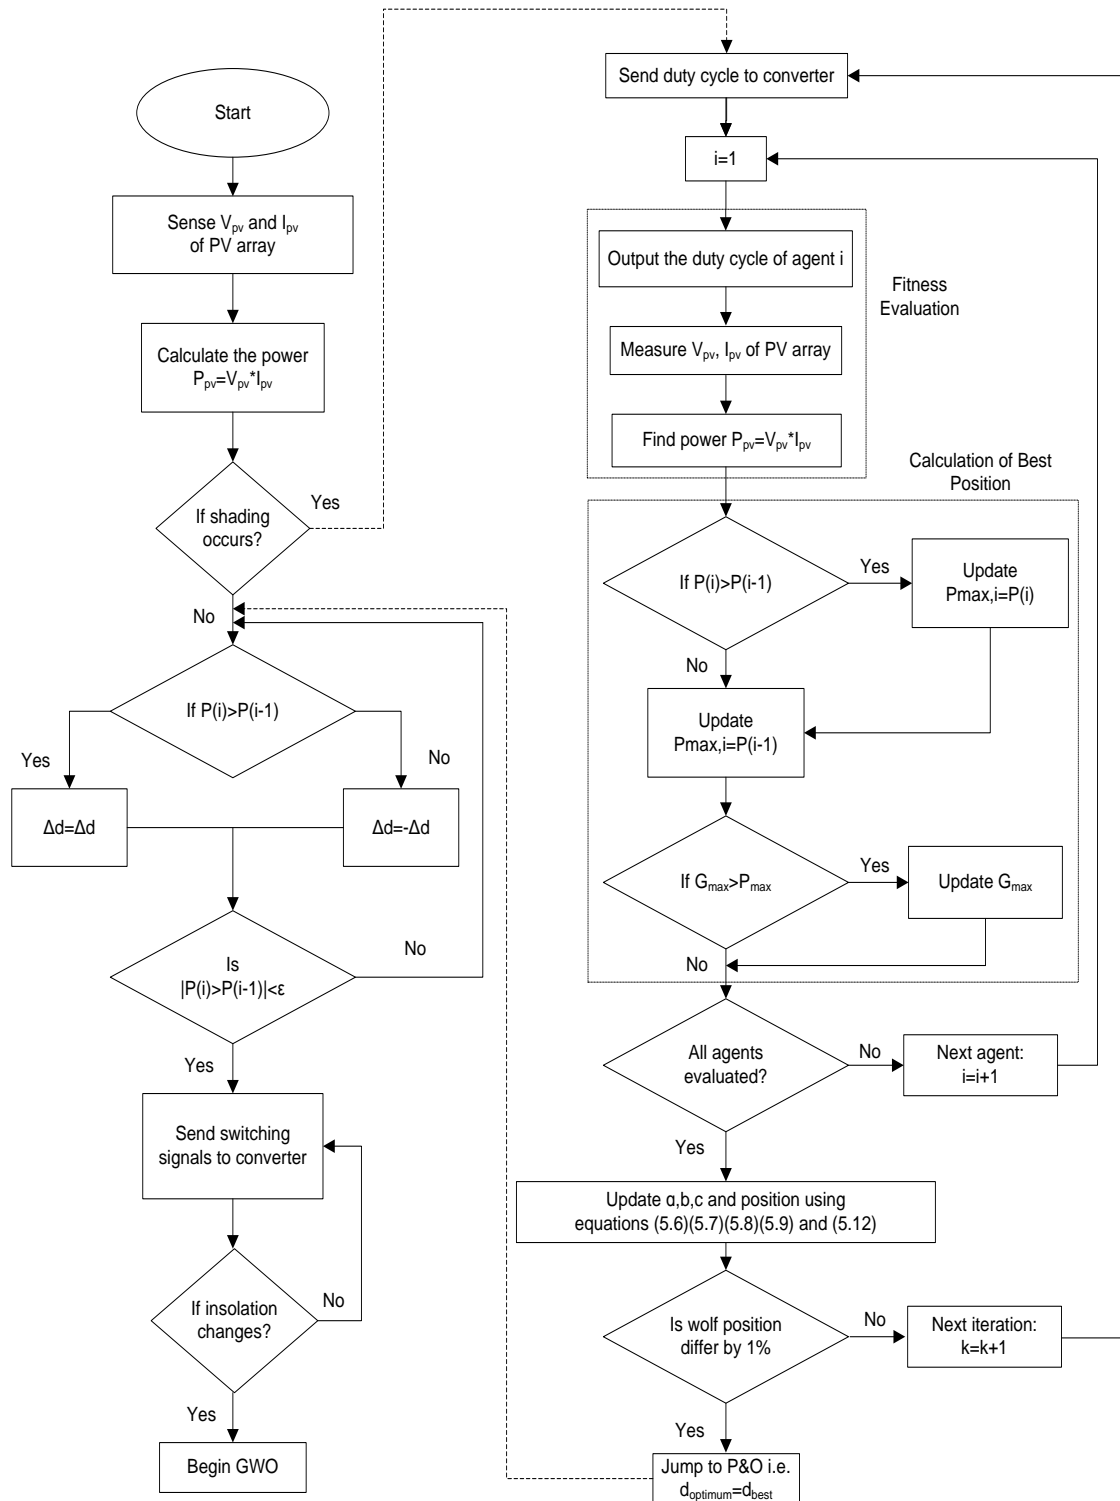 Start
Sense Vpv and Ipv
of PV array
Calculate the power
Ppv=Vpv*Ipv
If shading
occurs?
Yes
No
If P(i)>P(i-1)
Yes
No
Δd=Δd
Δd=-Δd
Is
|P(i)>P(i-1)|<ε
No
Yes
Send switching
signals to converter
If insolation
changes?
No
Yes
Begin GWO
Send duty cycle to converter
i=1
Output the duty cycle of agent i
Fitness
Evaluation
Measure Vpv, Ipv of PV array
Find power Ppv=Vpv*Ipv
Calculation of Best
Position
If P(i)>P(i-1)
Yes
Update
Pmax,i=P(i)
No
Update
Pmax,i=P(i-1)
If Gmax>Pmax
Yes
Update Gmax
No
All agents
evaluated?
No
Next agent:
i=i+1
Yes
Update α,b,c and position using
equations (5.6)(5.7)(5.8)(5.9) and (5.12)
Is wolf position
differ by 1%
No
Next iteration:
k=k+1
Yes
Jump to P&O i.e.
doptimum=dbest